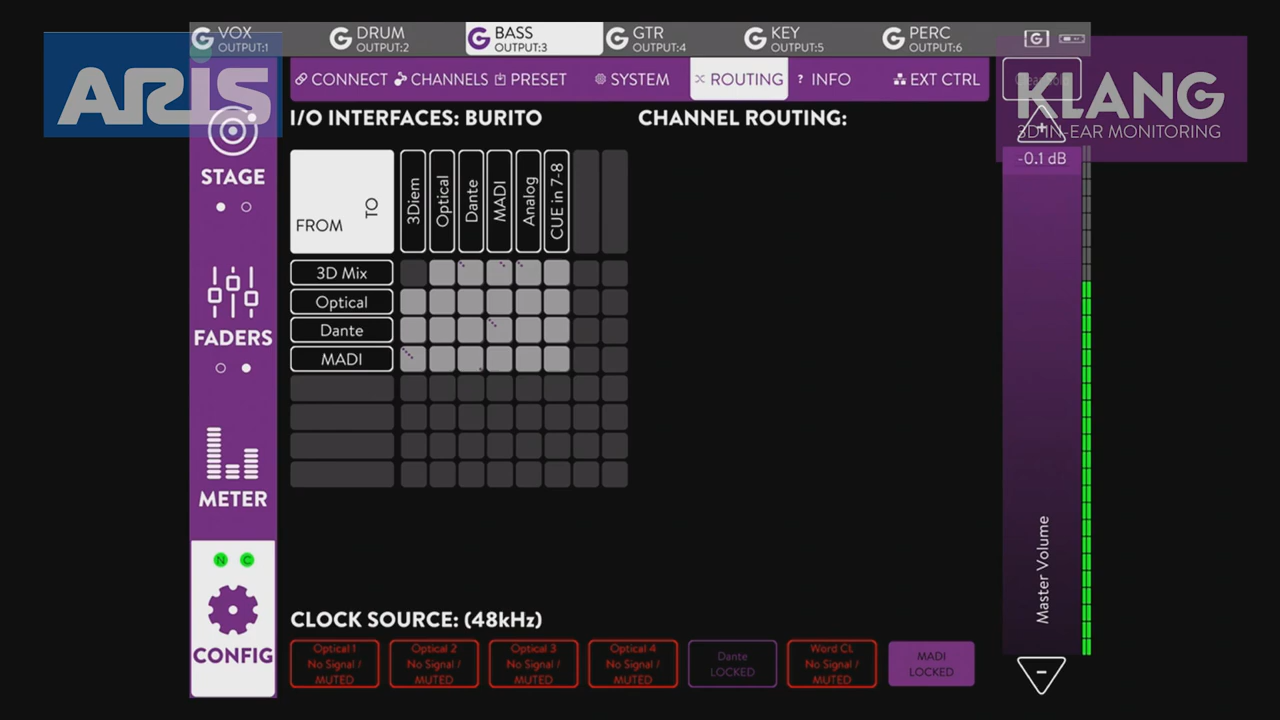 VOX
OUTPUT:1
DRUM
OUTPUT:2
BASS
OUTPUT:3
GTR
OUTPUT:4
KEY
OUTPUT:5
PERC
OUTPUT:6
ARIS
KLANG
3D IN-EAR MONITORING
CONNECT
CHANNELS
PRESET
SYSTEM
ROUTING
? INFO
EXT CTRL
I/O INTERFACES: BURITO
CHANNEL ROUTING:
-0.1 dB
STAGE
FADERS
METER
N C
CONFIG
FROM
TO
3Diem
Optical
Dante
MADI
Analog
CUE in 7-8
3D Mix
Optical
Dante
MADI
Master Volume
CLOCK SOURCE: (48kHz)
Optical 1
No Signal /
MUTED
Optical 2
No Signal /
MUTED
Optical 3
No Signal /
MUTED
Optical 4
No Signal /
MUTED
Dante
LOCKED
Word CL
No Signal /
MUTED
MADI
LOCKED